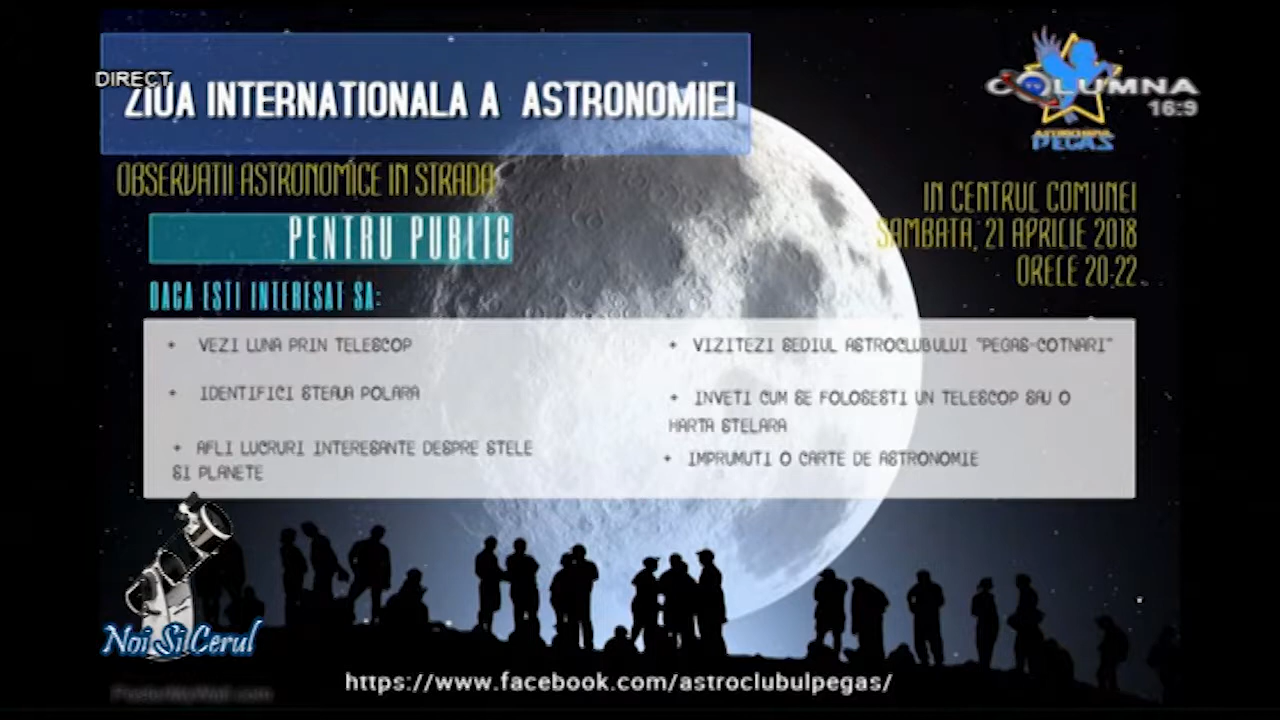 DIRECT
ZIUA INTERNATIONALA A ASTRONOMIEI
COLUMNA
TV
16:9
PEGAS
OBSERVATII ASTRONOMICE IN STRADA
PENTRU PUBLIC
IN CENTRUL COMUNEI
SAMBATA, 21 APRILIE 2018
ORELE 20-22
DACA ESTI INTERESAT SA:
+ VEZI LUNA PRIN TELESCOP
+ IDENTIFICI STEAUA POLARA
+ AFLI LUCRURI INTERESANTE DESPRE STELE
SI PLANETE
+ VIZITEZI SEDIUL ASTROCLUBULUI "PEGAS-COTNARI"
+ INVETI CUM SE FOLOSESTI UN TELESCOP SAU O
HARTA STELARA
+ IMPRUMUTI O CARTE DE ASTRONOMIE
Noi Si Cerul
https://www.facebook.com/astroclubulpegas/
PosterMyWall.com